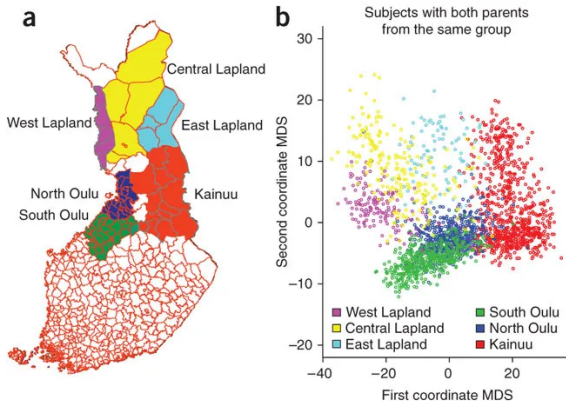 a
Central Lapland
West Lapland
East Lapland
North Oulu
South Oulu
Kainuu
b
Subjects with both parents
from the same group
30
20
10
0
−10
−20
Second coordinate MDS
West Lapland
Central Lapland
East Lapland
South Oulu
North Oulu
Kainuu
−40
−20
0
20
First coordinate MDS